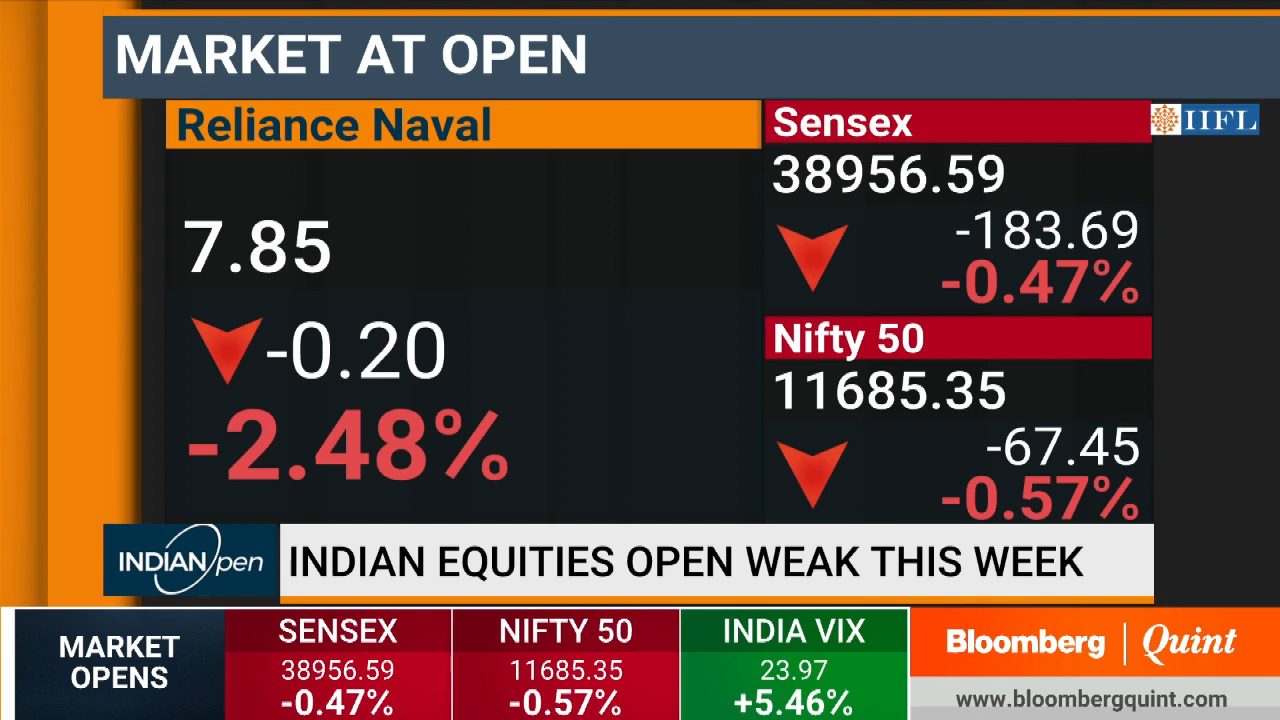 MARKET AT OPEN
Reliance Naval
7.85
-0.20
-2.48%
Sensex
38956.59
-183.69
-0.47%
Nifty 50
11685.35
-67.45
-0.57%
IIFL
INDIAN Open
INDIAN EQUITIES OPEN WEAK THIS WEEK
MARKET
OPENS
SENSEX
38956.59
-0.47%
NIFTY 50
11685.35
-0.57%
INDIA VIX
23.97
+5.46%
Bloomberg | Quint
www.bloombergquint.com